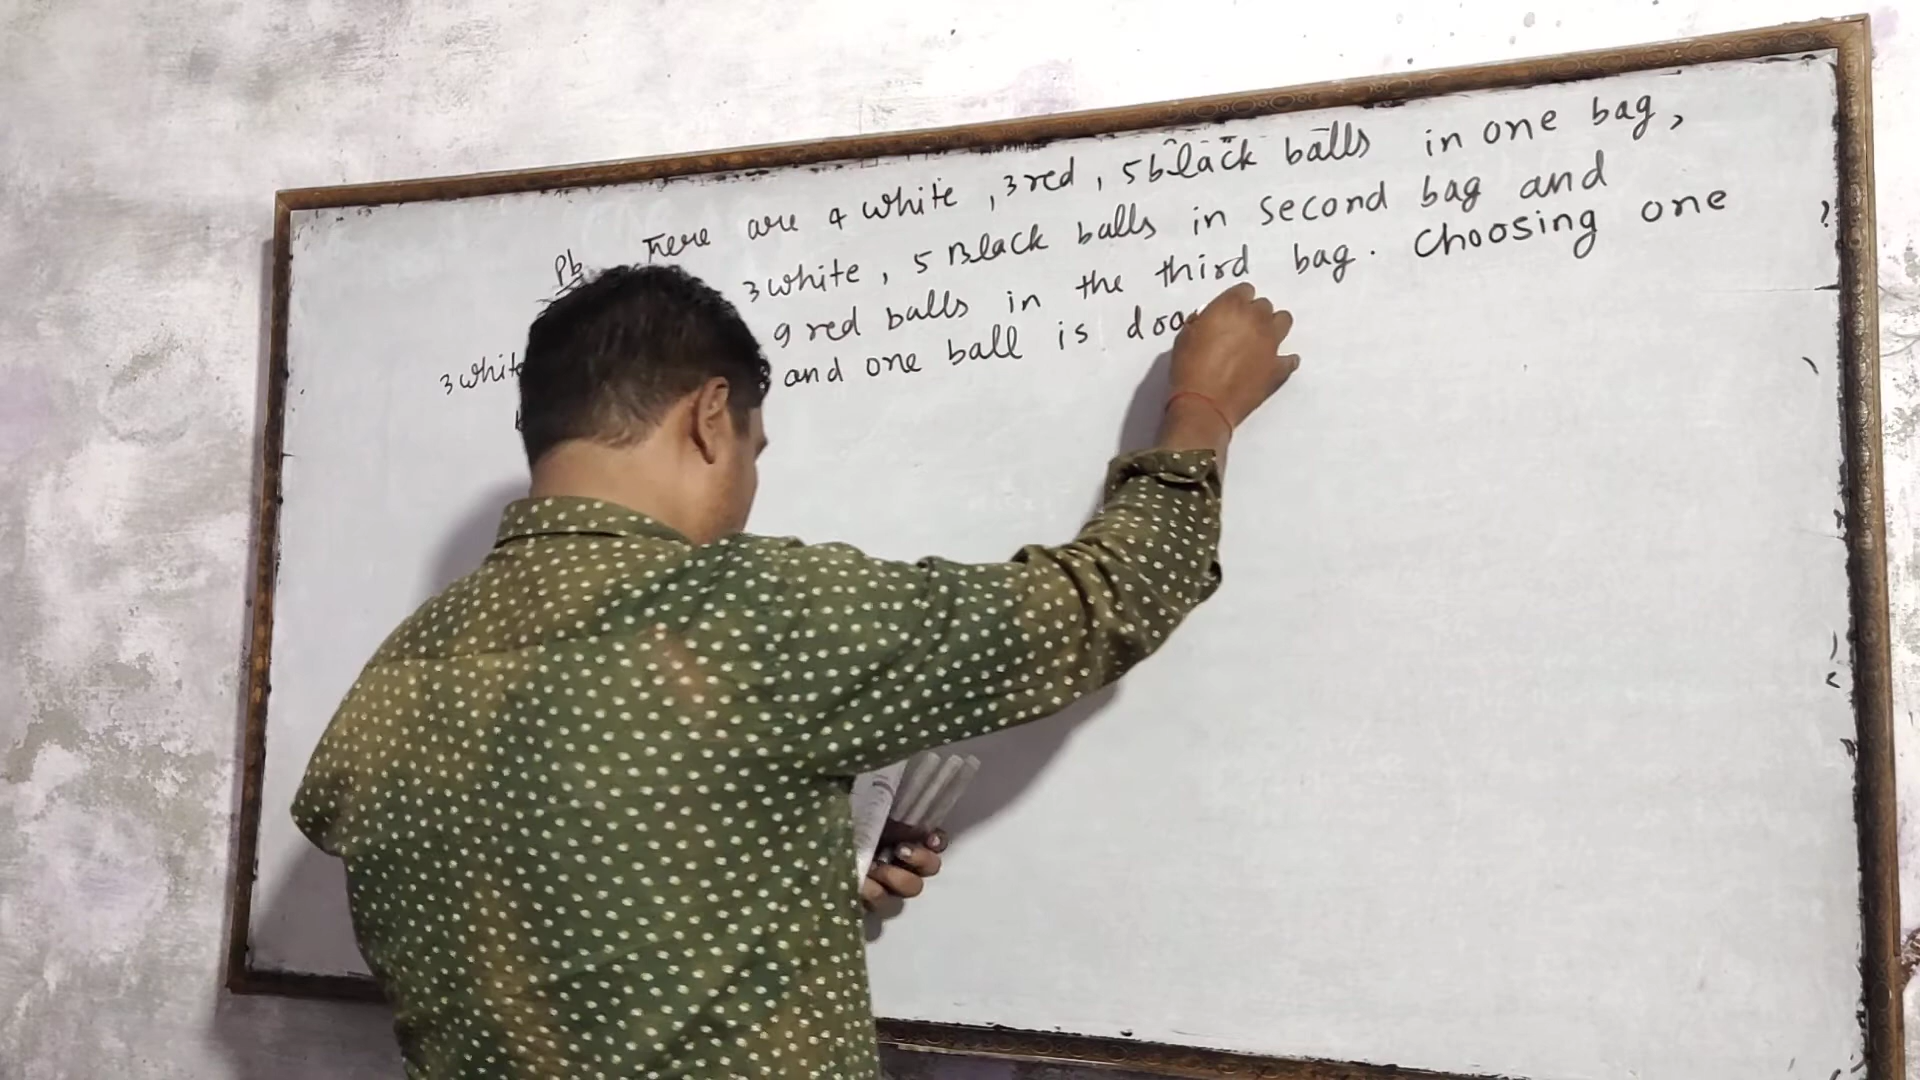 Pb There are 4 white, 3 red, 5 black balls in one bag,
3 white, 5 Black balls in second bag and
3 white 9 red balls in the third bag. Choosing one
and one ball is